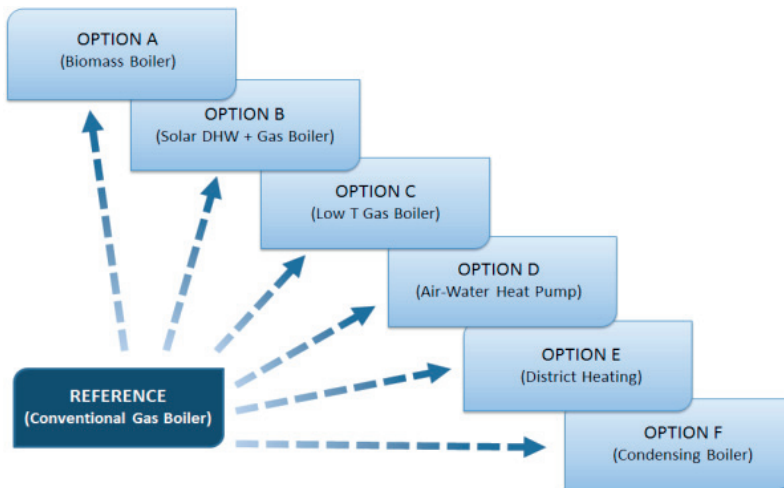 OPTION A
(Biomass Boiler)
OPTION B
(Solar DHW + Gas Boiler)
OPTION C
(Low T Gas Boiler)
OPTION D
(Air-Water Heat Pump)
OPTION E
(District Heating)
REFERENCE
(Conventional Gas Boiler)
OPTION F
(Condensing Boiler)